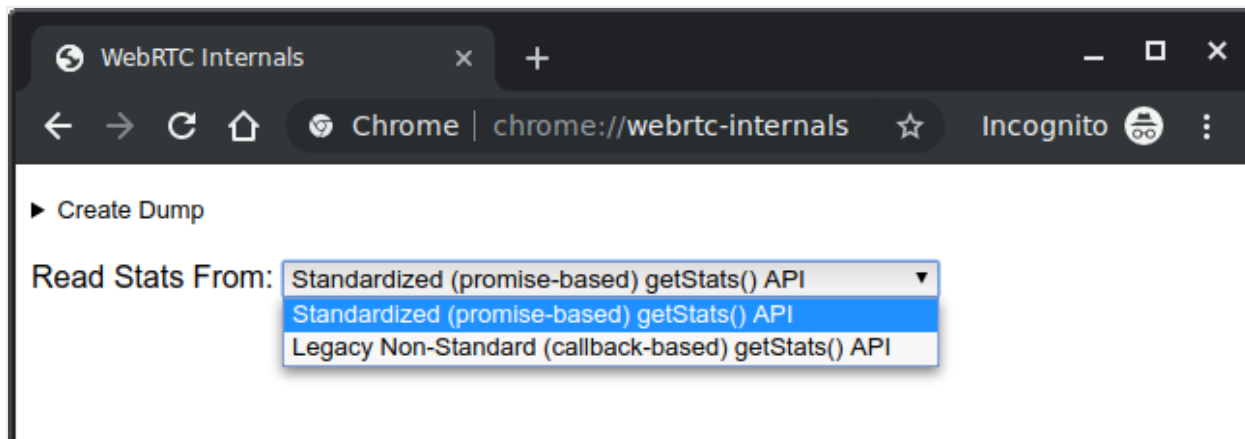 WebRTC Internals
Chrome | chrome://webrtc-internals Incognito
Create Dump
Read Stats From: Standardized (promise-based) getStats() API
Standardized (promise-based) getStats() API
Legacy Non-Standard (callback-based) getStats() API